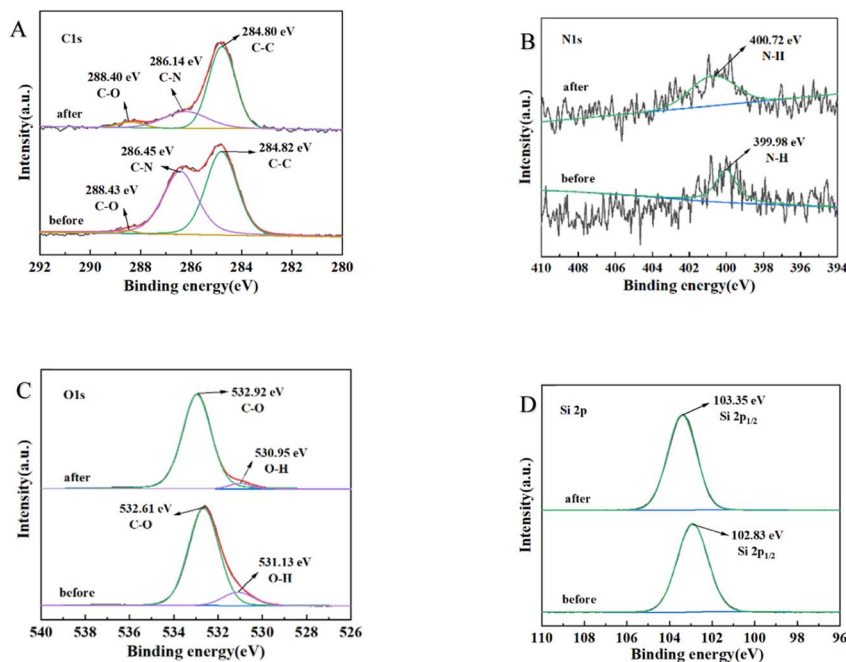 A
C1s
284.80 eV
C-C
286.14 eV
C-N
288.40 eV
C-O
after
286.45 eV
C-N
284.82 eV
C-C
288.43 eV
C-O
before
Intensity(a.u.)
292 290 288 286 284 282 280
Binding energy(eV)
B
N1s
400.72 eV
N-H
after
399.98 eV
N-H
before
Intensity(a.u.)
410 408 406 404 402 400 398 396 394
Binding energy(eV)
C
O1s
532.92 eV
C-O
530.95 eV
O-H
after
532.61 eV
C-O
531.13 eV
O-H
before
Intensity(a.u.)
540 538 536 534 532 530 528 526
Binding energy(eV)
D
Si 2p
103.35 eV
Si 2p1/2
after
102.83 eV
Si 2p1/2
before
Intensity(a.u.)
110 108 106 104 102 100 98 96
Binding energy(eV)